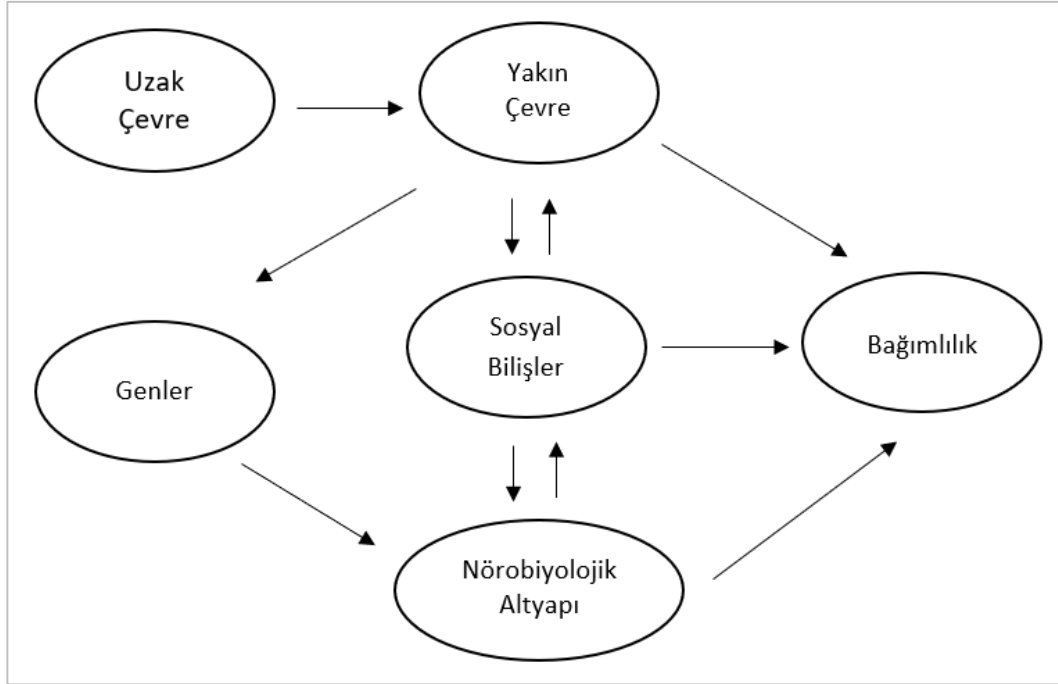 Uzak
Çevre
Yakın
Çevre
Sosyal
Bilişler
Bağımlılık
Genler
Nörobiyolojik
Altyapı